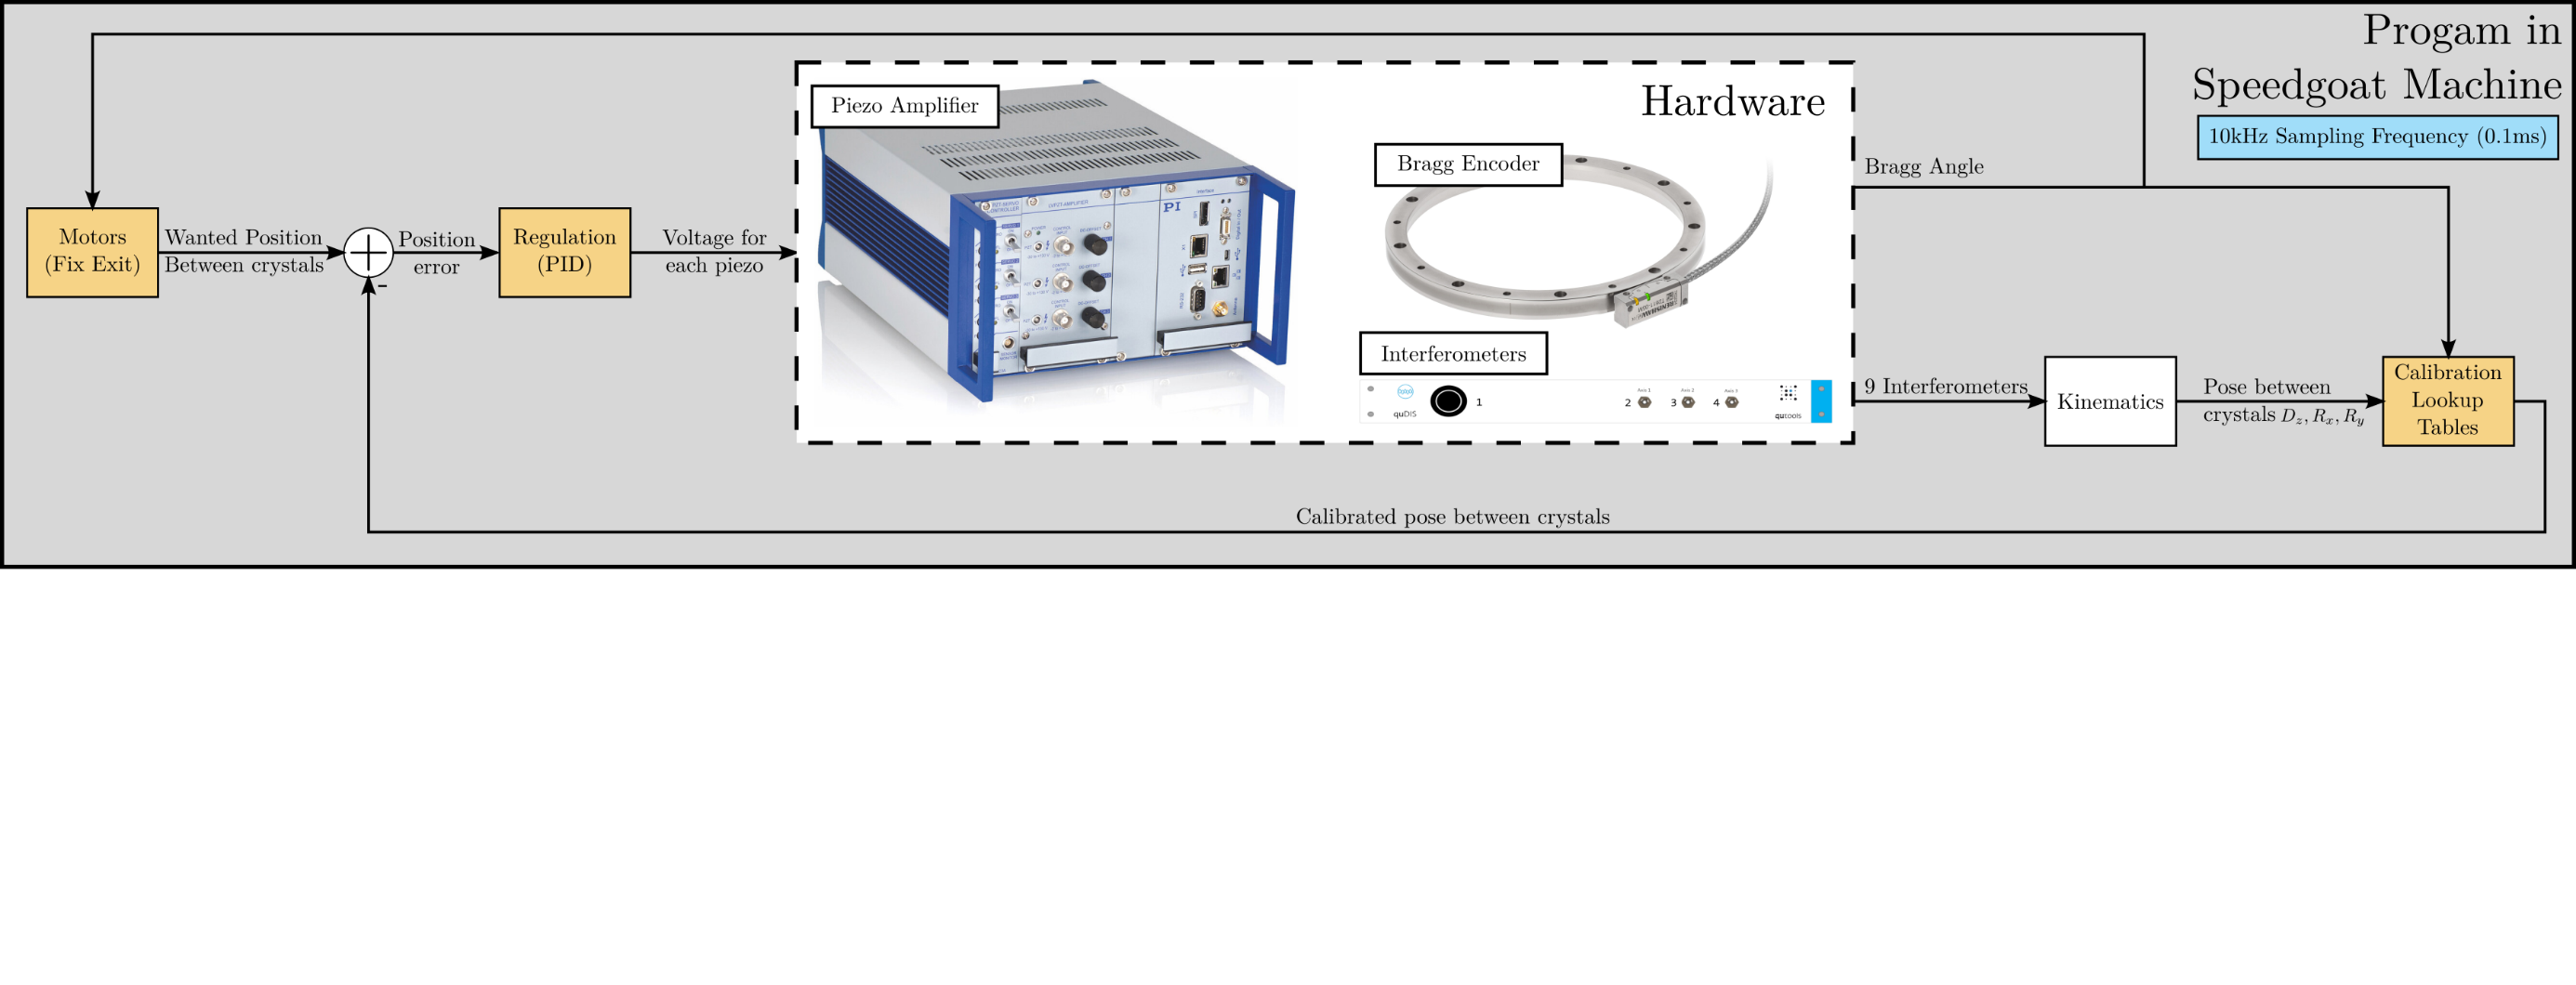 Progam in
Speedgoat Machine
10kHz Sampling Frequency (0.1ms)
Hardware
Piezo Amplifier
Bragg Encoder
Interferometers
Motors
(Fix Exit)
Wanted Position
Between crystals
-
Position
error
Regulation
(PID)
Voltage for
each piezo
PI
quDIS
1
2
3
4
qutools
Bragg Angle
9 Interferometers
Kinematics
Pose between
crystals D_z, R_x, R_y
Calibration
Lookup
Tables
Calibrated pose between crystals